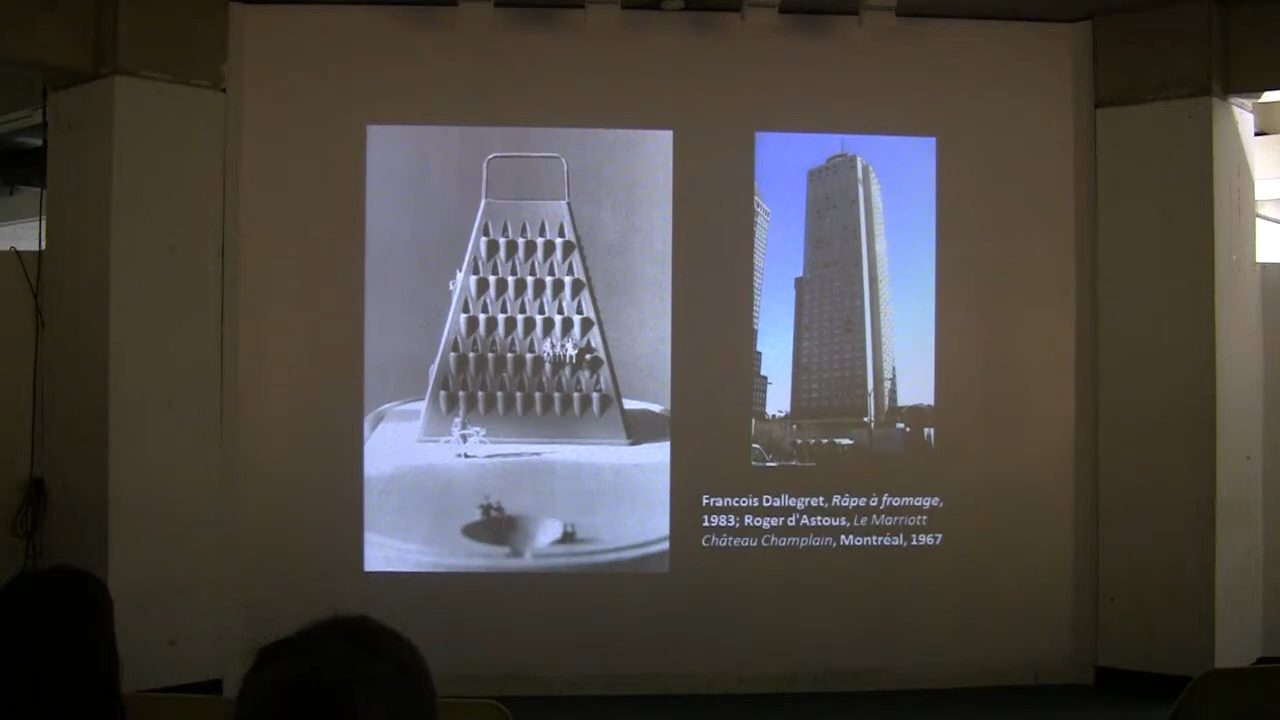 Francois Dallegret, Râpe à fromage,
1983; Roger d'Astous, Le Marriott
Château Champlain, Montréal, 1967